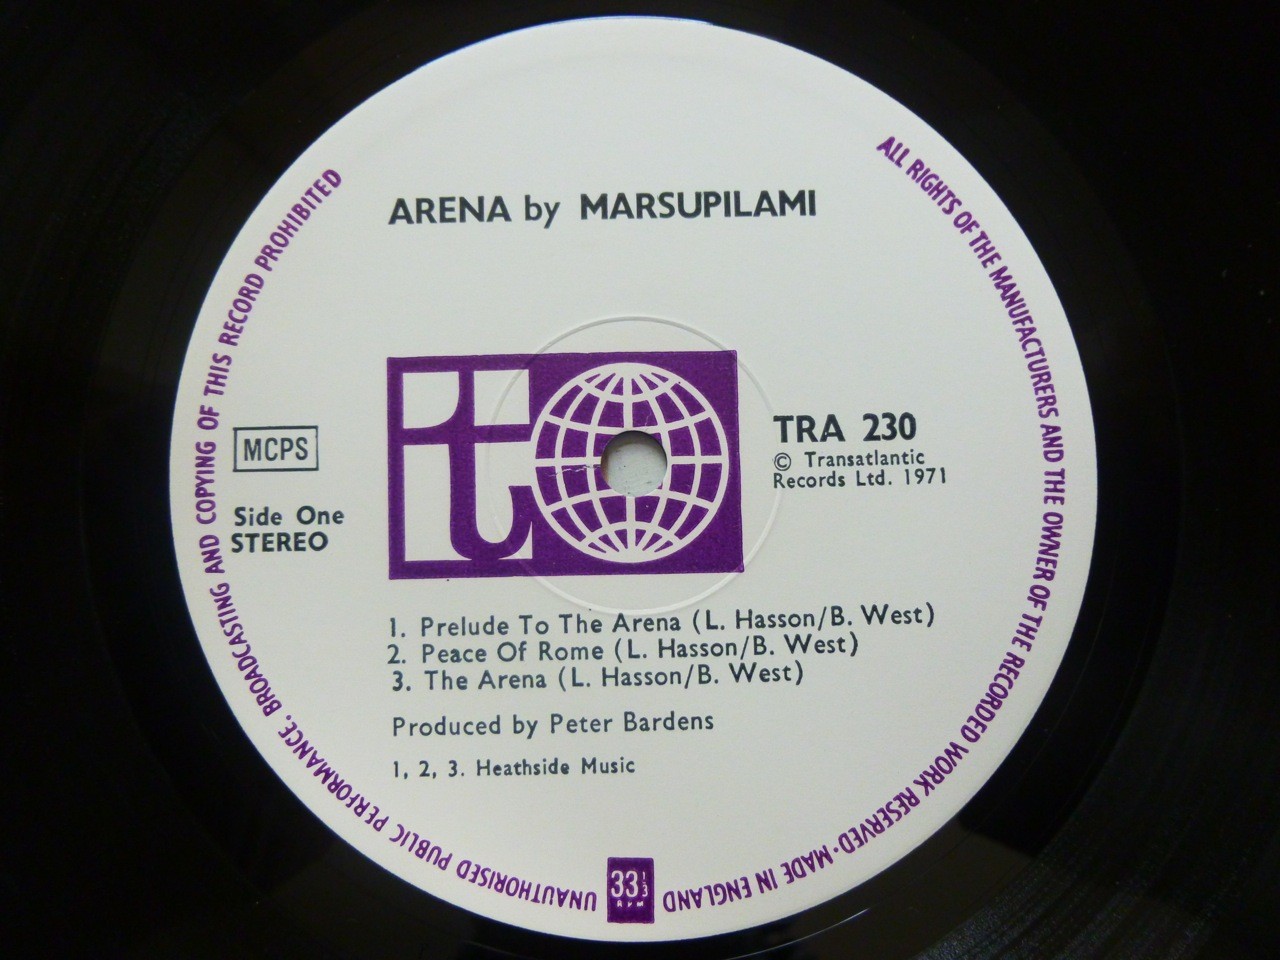 ARENA by MARSUPILAMI
t
MCPS
Side One
STEREO
TRA 230
© Transatlantic
Records Ltd. 1971
1. Prelude To The Arena (L. Hasson/B. West)
2. Peace Of Rome (L. Hasson/B. West)
3. The Arena (L. Hasson/B. West)
Produced by Peter Bardens
1, 2, 3. Heathside Music
33 1/3
RPM
ALL RIGHTS OF THE MANUFACTURERS AND THE OWNER OF THE RECORDED WORK RESERVED · MADE IN ENGLAND
UNAUTHORISED PUBLIC PERFORMANCE, BROADCASTING AND COPYING OF THIS RECORD PROHIBITED